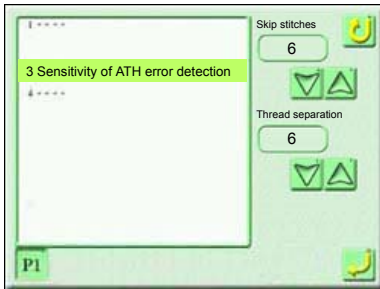 1 ----
3 Sensitivity of ATH error detection
4 ----
Skip stitches
6
Thread separation
6
P1